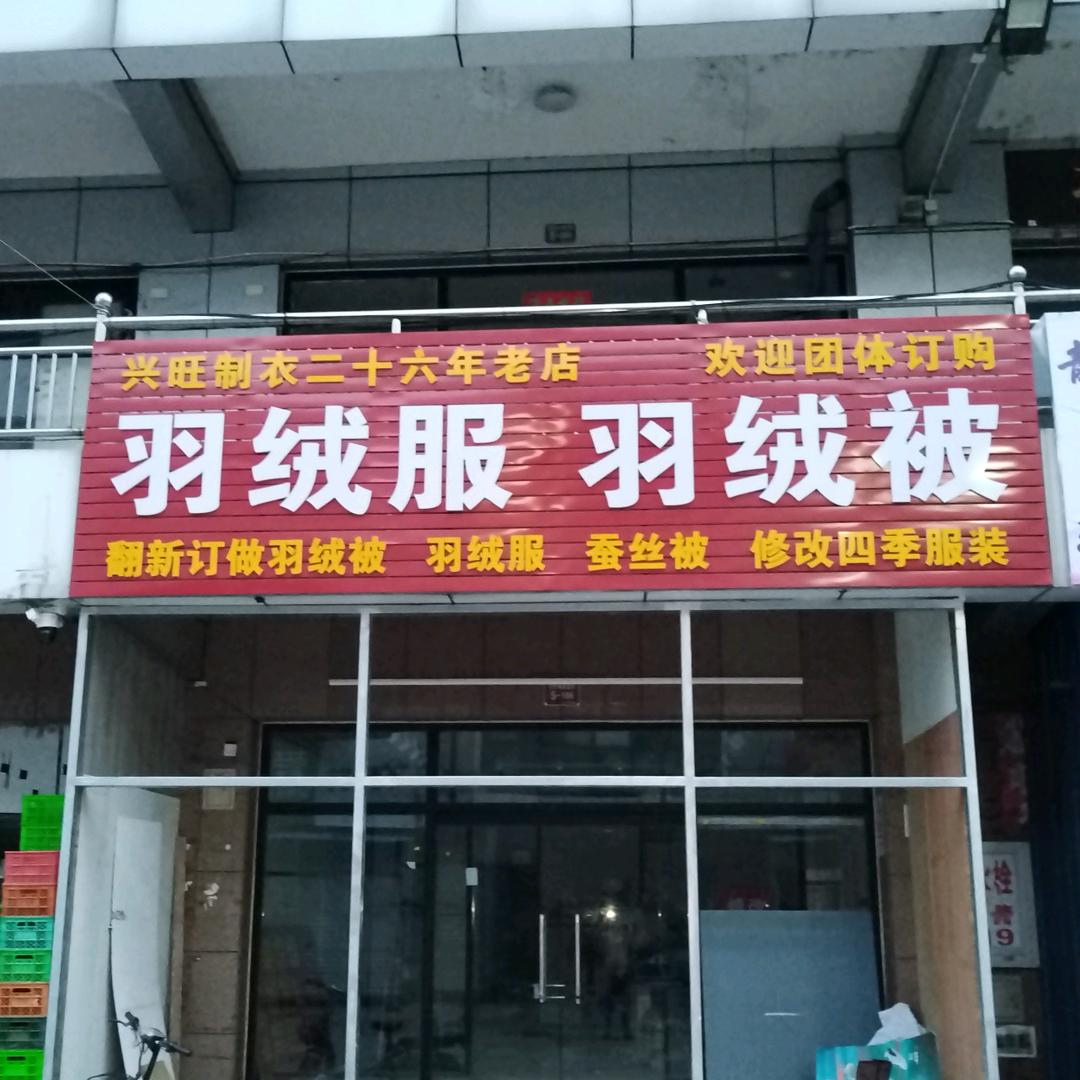 兴旺制衣二十六年老店 欢迎团体订购
羽绒服 羽绒被
翻新订做羽绒被 羽绒服 蚕丝被 修改四季服装
栓
9